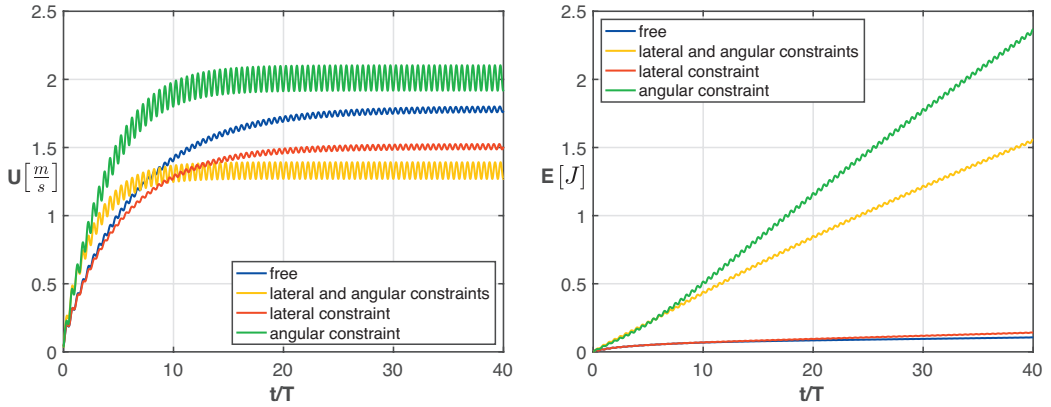 2.5
2
1.5
1
0.5
0
U[m/s]
0
10
20
30
40
t/T
free
lateral and angular constraints
lateral constraint
angular constraint
2.5
2
1.5
1
0.5
0
E[J]
0
10
20
30
40
t/T
free
lateral and angular constraints
lateral constraint
angular constraint